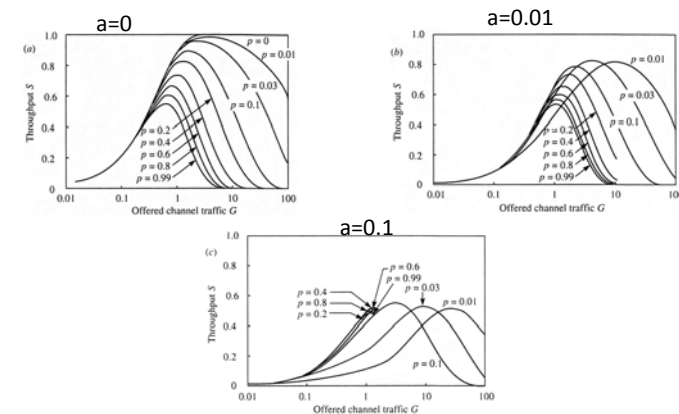 a=0
a=0.01
(a)
1.0
0.8
0.6
0.4
0.2
0
Throughput S
p = 0
p = 0.01
p = 0.03
p = 0.1
p = 0.2
p = 0.4
p = 0.6
p = 0.8
p = 0.99
0.01 0.1 1 10 100
Offered channel traffic G
(b)
1.0
0.8
0.6
0.4
0.2
0
Throughput S
p = 0.01
p = 0.03
p = 0.1
p = 0.2
p = 0.4
p = 0.6
p = 0.8
p = 0.99
0.01 0.1 1 10 100
Offered channel traffic G
a=0.1
(c)
1.0
0.8
0.6
0.4
0.2
0
Throughput S
p = 0.6
p = 0.99
p = 0.03
p = 0.01
p = 0.4
p = 0.8
p = 0.2
p = 0.1
0.01 0.1 1 10 100
Offered channel traffic G